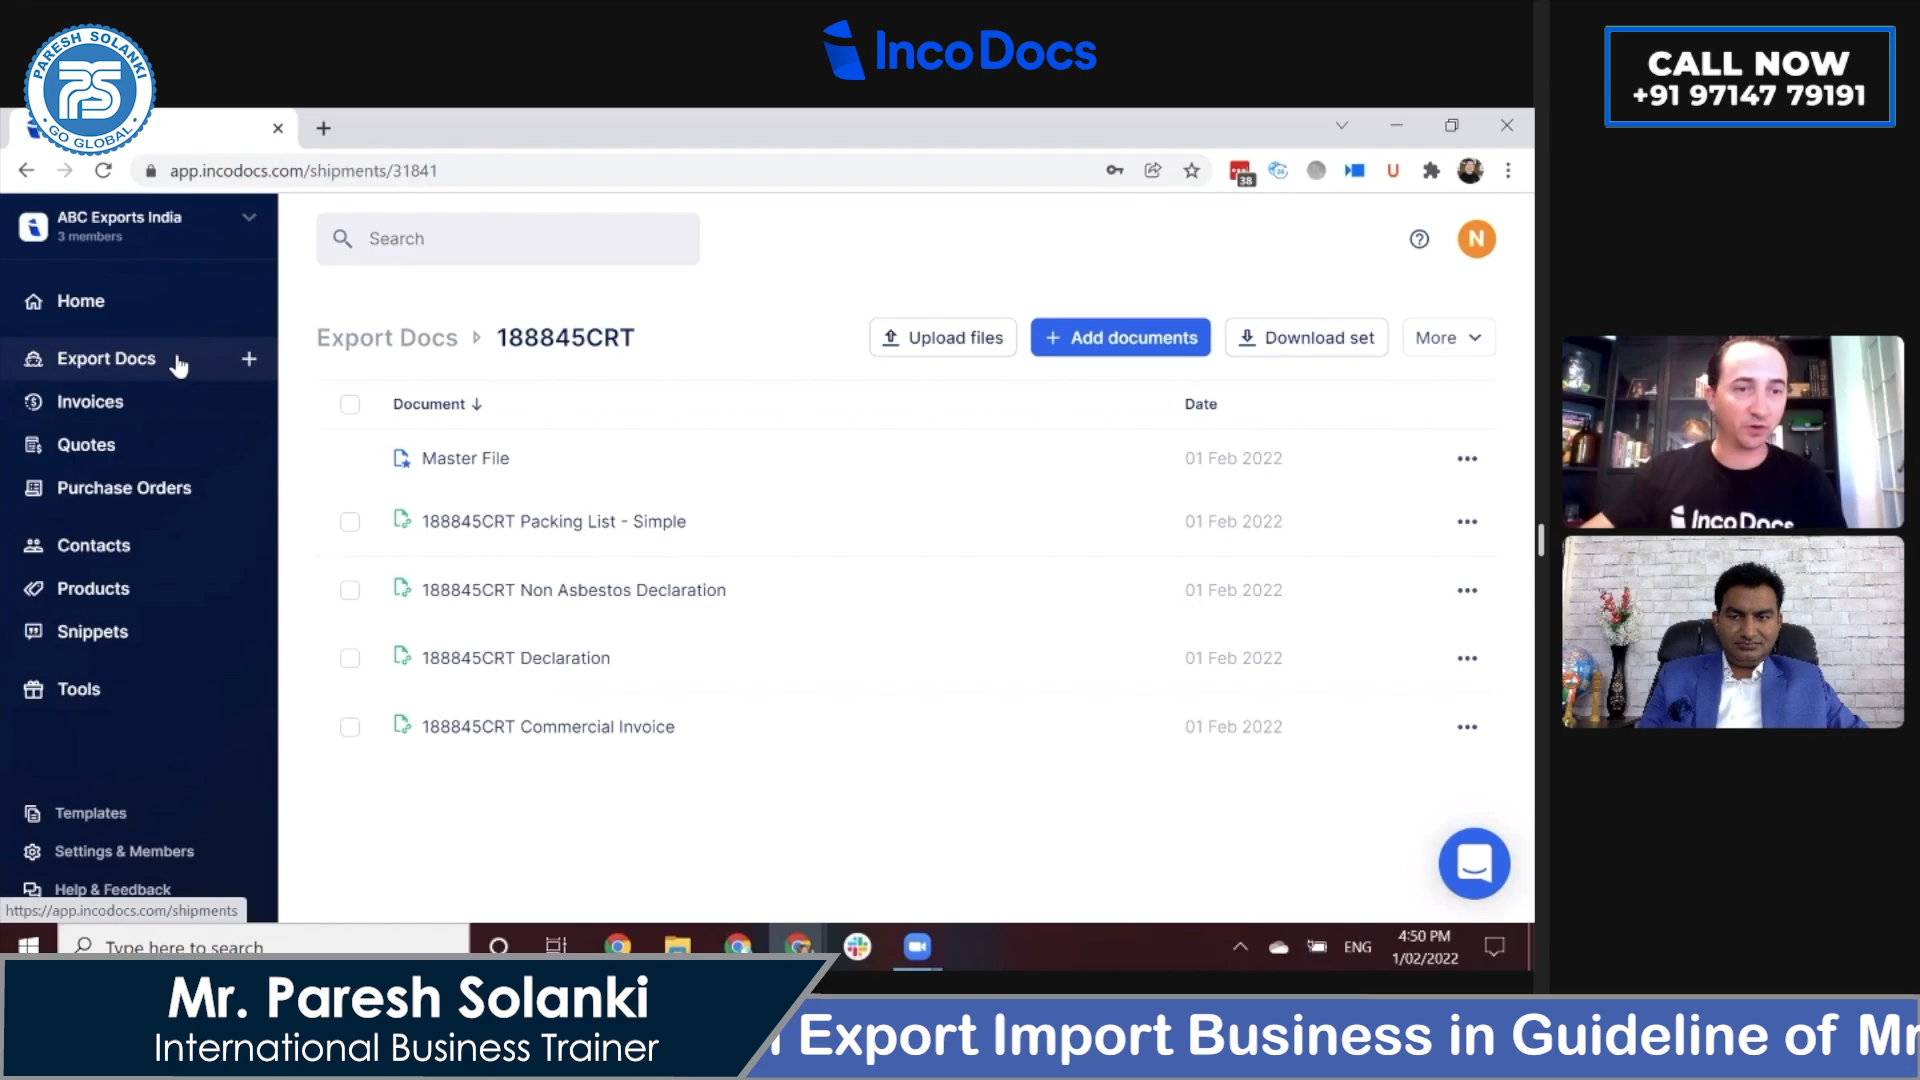 PARESH SOLANKI
GO GLOBAL
IncoDocs
CALL NOW
+91 97147 79191
app.incodocs.com/shipments/31841
38
24
U
ABC Exports India
3 members
Search
N
Home
Export Docs
Invoices
Quotes
Purchase Orders
Contacts
Products
Snippets
Tools
Templates
Settings & Members
Help & Feedback
https://app.incodocs.com/shipments
Export Docs 188845CRT
Upload files
Add documents
Download set
More
Document
Date
Master File
01 Feb 2022
188845CRT Packing List - Simple
01 Feb 2022
188845CRT Non Asbestos Declaration
01 Feb 2022
188845CRT Declaration
01 Feb 2022
188845CRT Commercial Invoice
01 Feb 2022
IncoDocs
Type here to search
ENG
4:50 PM
1/02/2022
Mr. Paresh Solanki
International Business Trainer
Export Import Business in Guideline of Mr